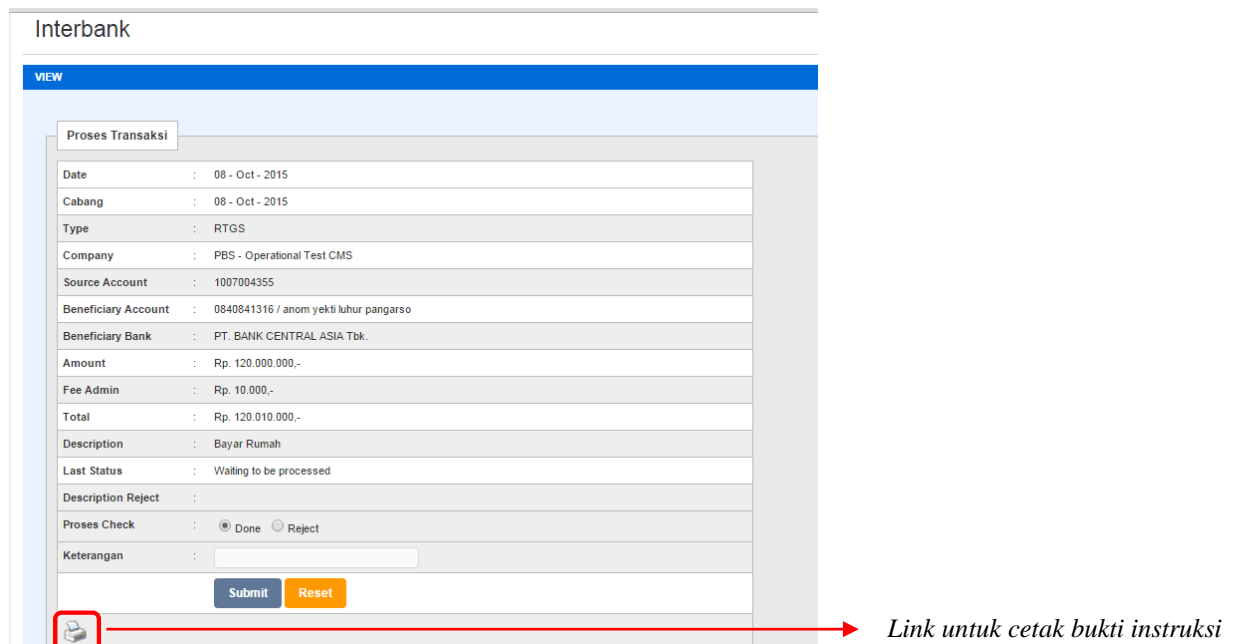 Interbank
VIEW
Proses Transaksi
Date : 08 - Oct - 2015
Cabang : 08 - Oct - 2015
Type : RTGS
Company : PBS - Operational Test CMS
Source Account : 1007004355
Beneficiary Account : 0840841316 / anom yekti luhur pangarso
Beneficiary Bank : PT. BANK CENTRAL ASIA Tbk.
Amount : Rp. 120.000.000,-
Fee Admin : Rp. 10.000,-
Total : Rp. 120.010.000,-
Description : Bayar Rumah
Last Status : Waiting to be processed
Description Reject :
Proses Check : Done Reject
Keterangan :
Submit Reset
Link untuk cetak bukti instruksi